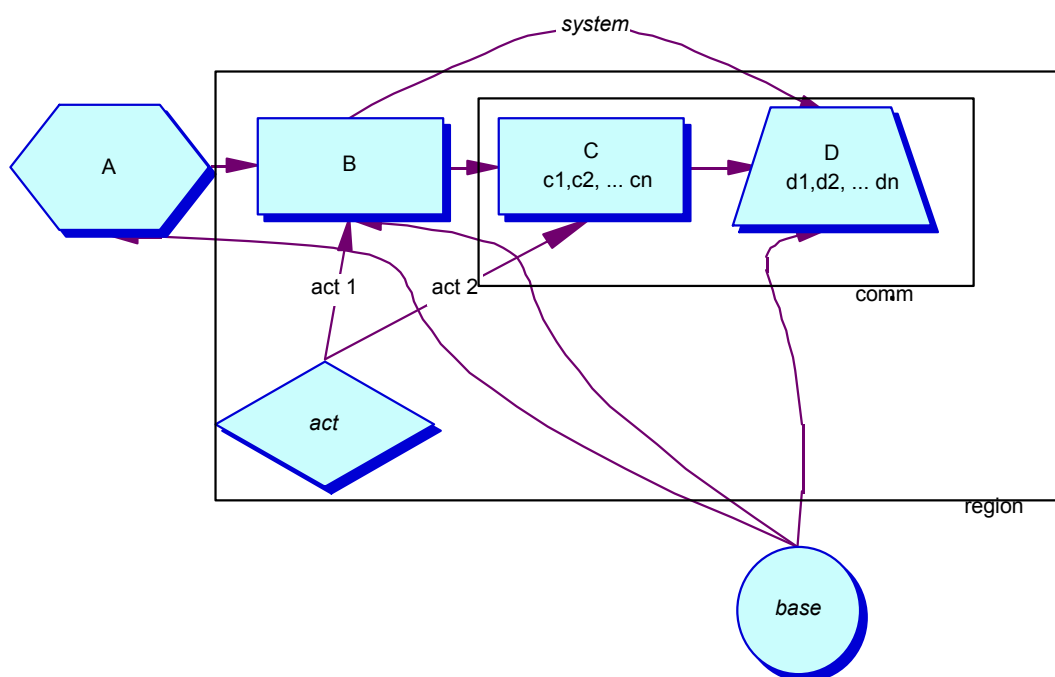 system
A
B
C
c1,c2, ... cn
D
d1,d2, ... dn
act 1
act 2
comm
act
region
base